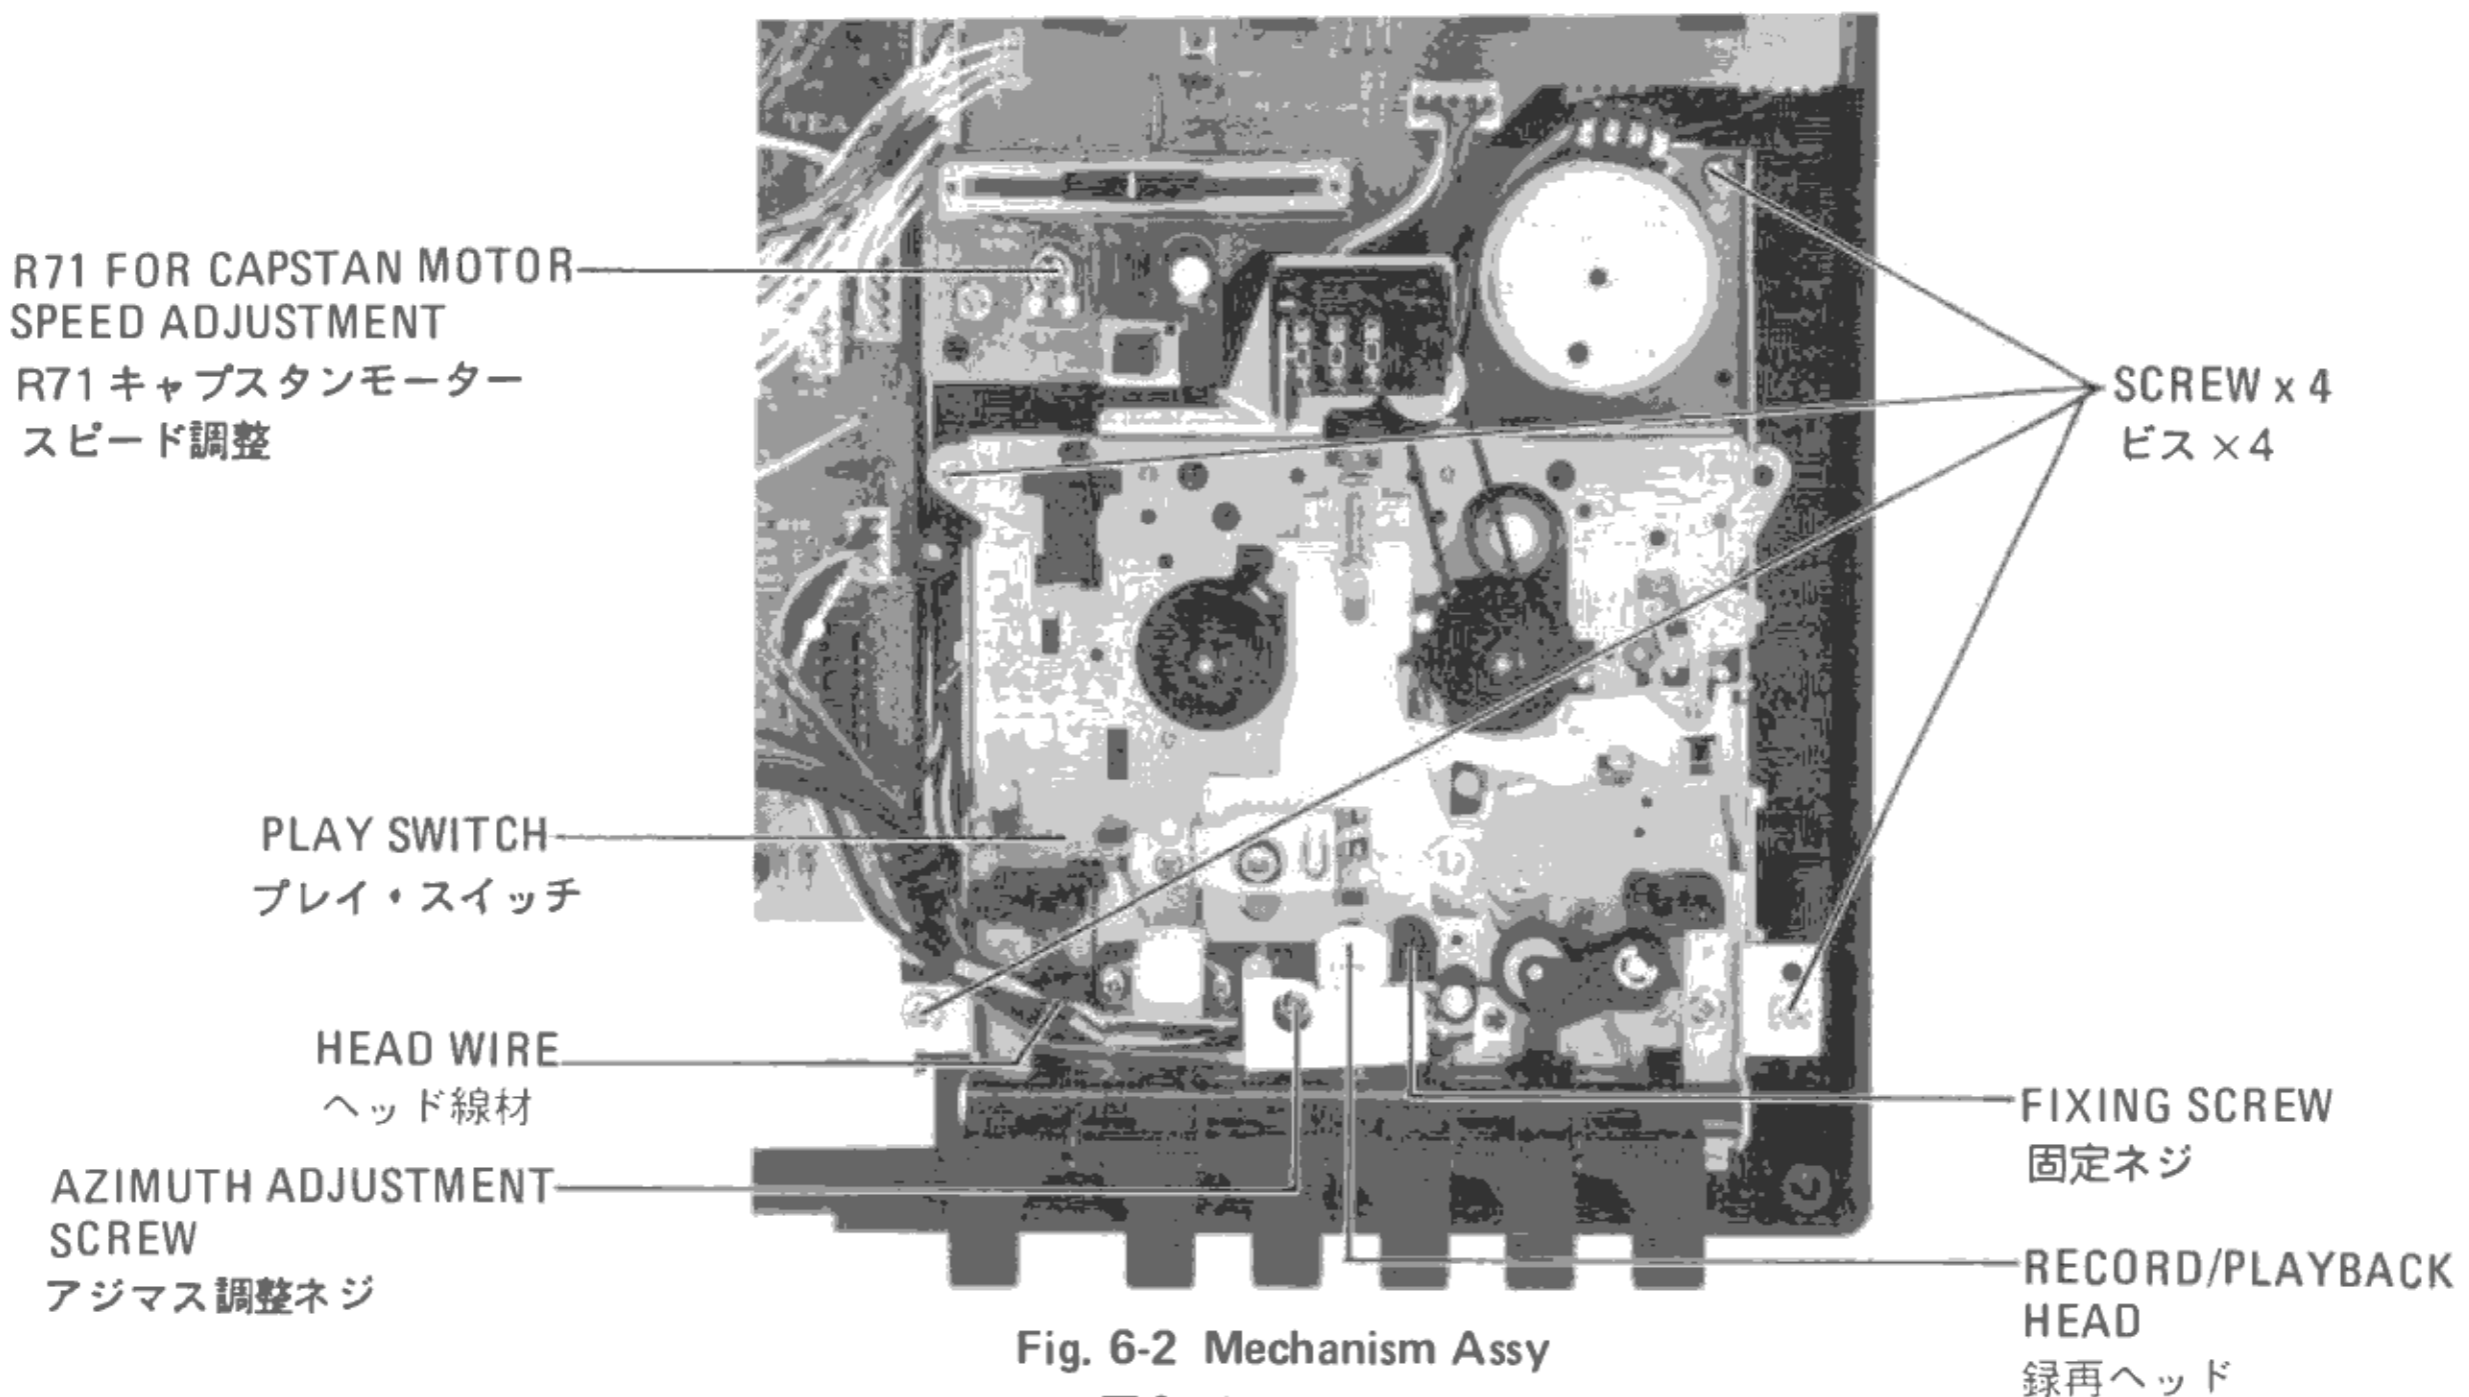 R71 FOR CAPSTAN MOTOR
SPEED ADJUSTMENT
R71 キャプスタンモーター
スピード調整
SCREW x 4
ビス ×4
PLAY SWITCH
プレイ・スイッチ
HEAD WIRE
ヘッド線材
AZIMUTH ADJUSTMENT
SCREW
アジマス調整ネジ
FIXING SCREW
固定ネジ
RECORD/PLAYBACK
HEAD
録再ヘッド
Fig. 6-2 Mechanism Assy